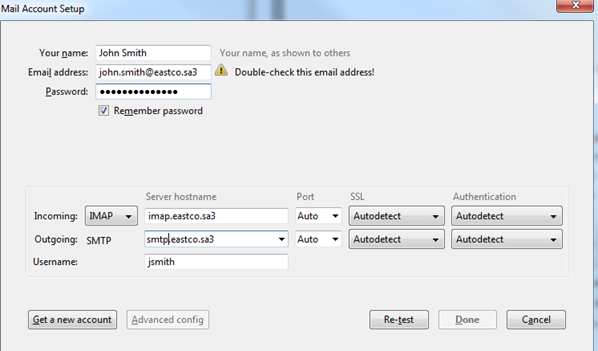 Mail Account Setup
Your name: John Smith Your name, as shown to others
Email address: john.smith@eastco.sa3 Double-check this email address!
Password: ●●●●●●●●●●●●●●
Remember password
Server hostname Port SSL Authentication
Incoming: IMAP imap.eastco.sa3 Auto Autodetect Autodetect
Outgoing: SMTP smtp.eastco.sa3 Auto Autodetect Autodetect
Username: jsmith
Get a new account Advanced config Re-test Done Cancel